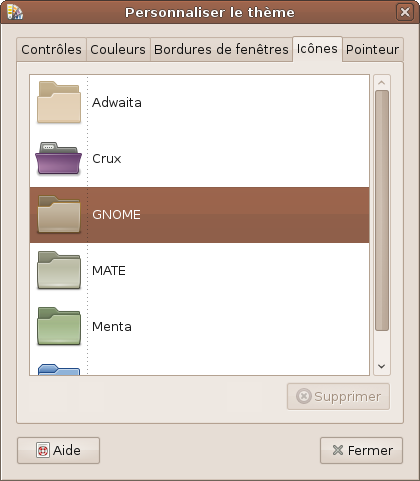 Personnaliser le thème
Contrôles Couleurs Bordures de fenêtres Icônes Pointeur
Adwaita
Crux
GNOME
MATE
Menta
Supprimer
Aide Fermer